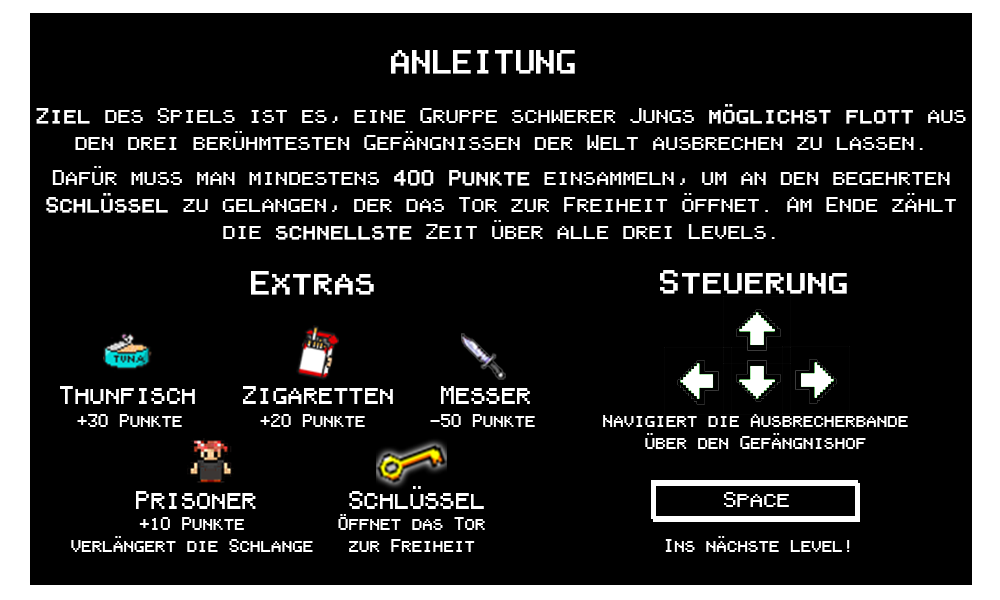 ANLEITUNG
ZIEL DES SPIELS IST ES, EINE GRUPPE SCHWERER JUNGS MÖGLICHST FLOTT AUS
DEN DREI BERÜHMTESTEN GEFÄNGNISSEN DER WELT AUSBRECHEN ZU LASSEN.
DAFÜR MUSS MAN MINDESTENS 400 PUNKTE EINSAMMELN, UM AN DEN BEGEHRTEN
SCHLÜSSEL ZU GELANGEN, DER DAS TOR ZUR FREIHEIT ÖFFNET. AM ENDE ZÄHLT
DIE SCHNELLSTE ZEIT ÜBER ALLE DREI LEVELS.
EXTRAS
TUNA
THUNFISCH
+30 PUNKTE
ZIGARETTEN
+20 PUNKTE
MESSER
-50 PUNKTE
PRISONER
+10 PUNKTE
VERLÄNGERT DIE SCHLANGE
SCHLÜSSEL
ÖFFNET DAS TOR
ZUR FREIHEIT
STEUERUNG
NAVIGIERT DIE AUSBRECHERBANDE
ÜBER DEN GEFÄNGNISHOF
SPACE
INS NÄCHSTE LEVEL!